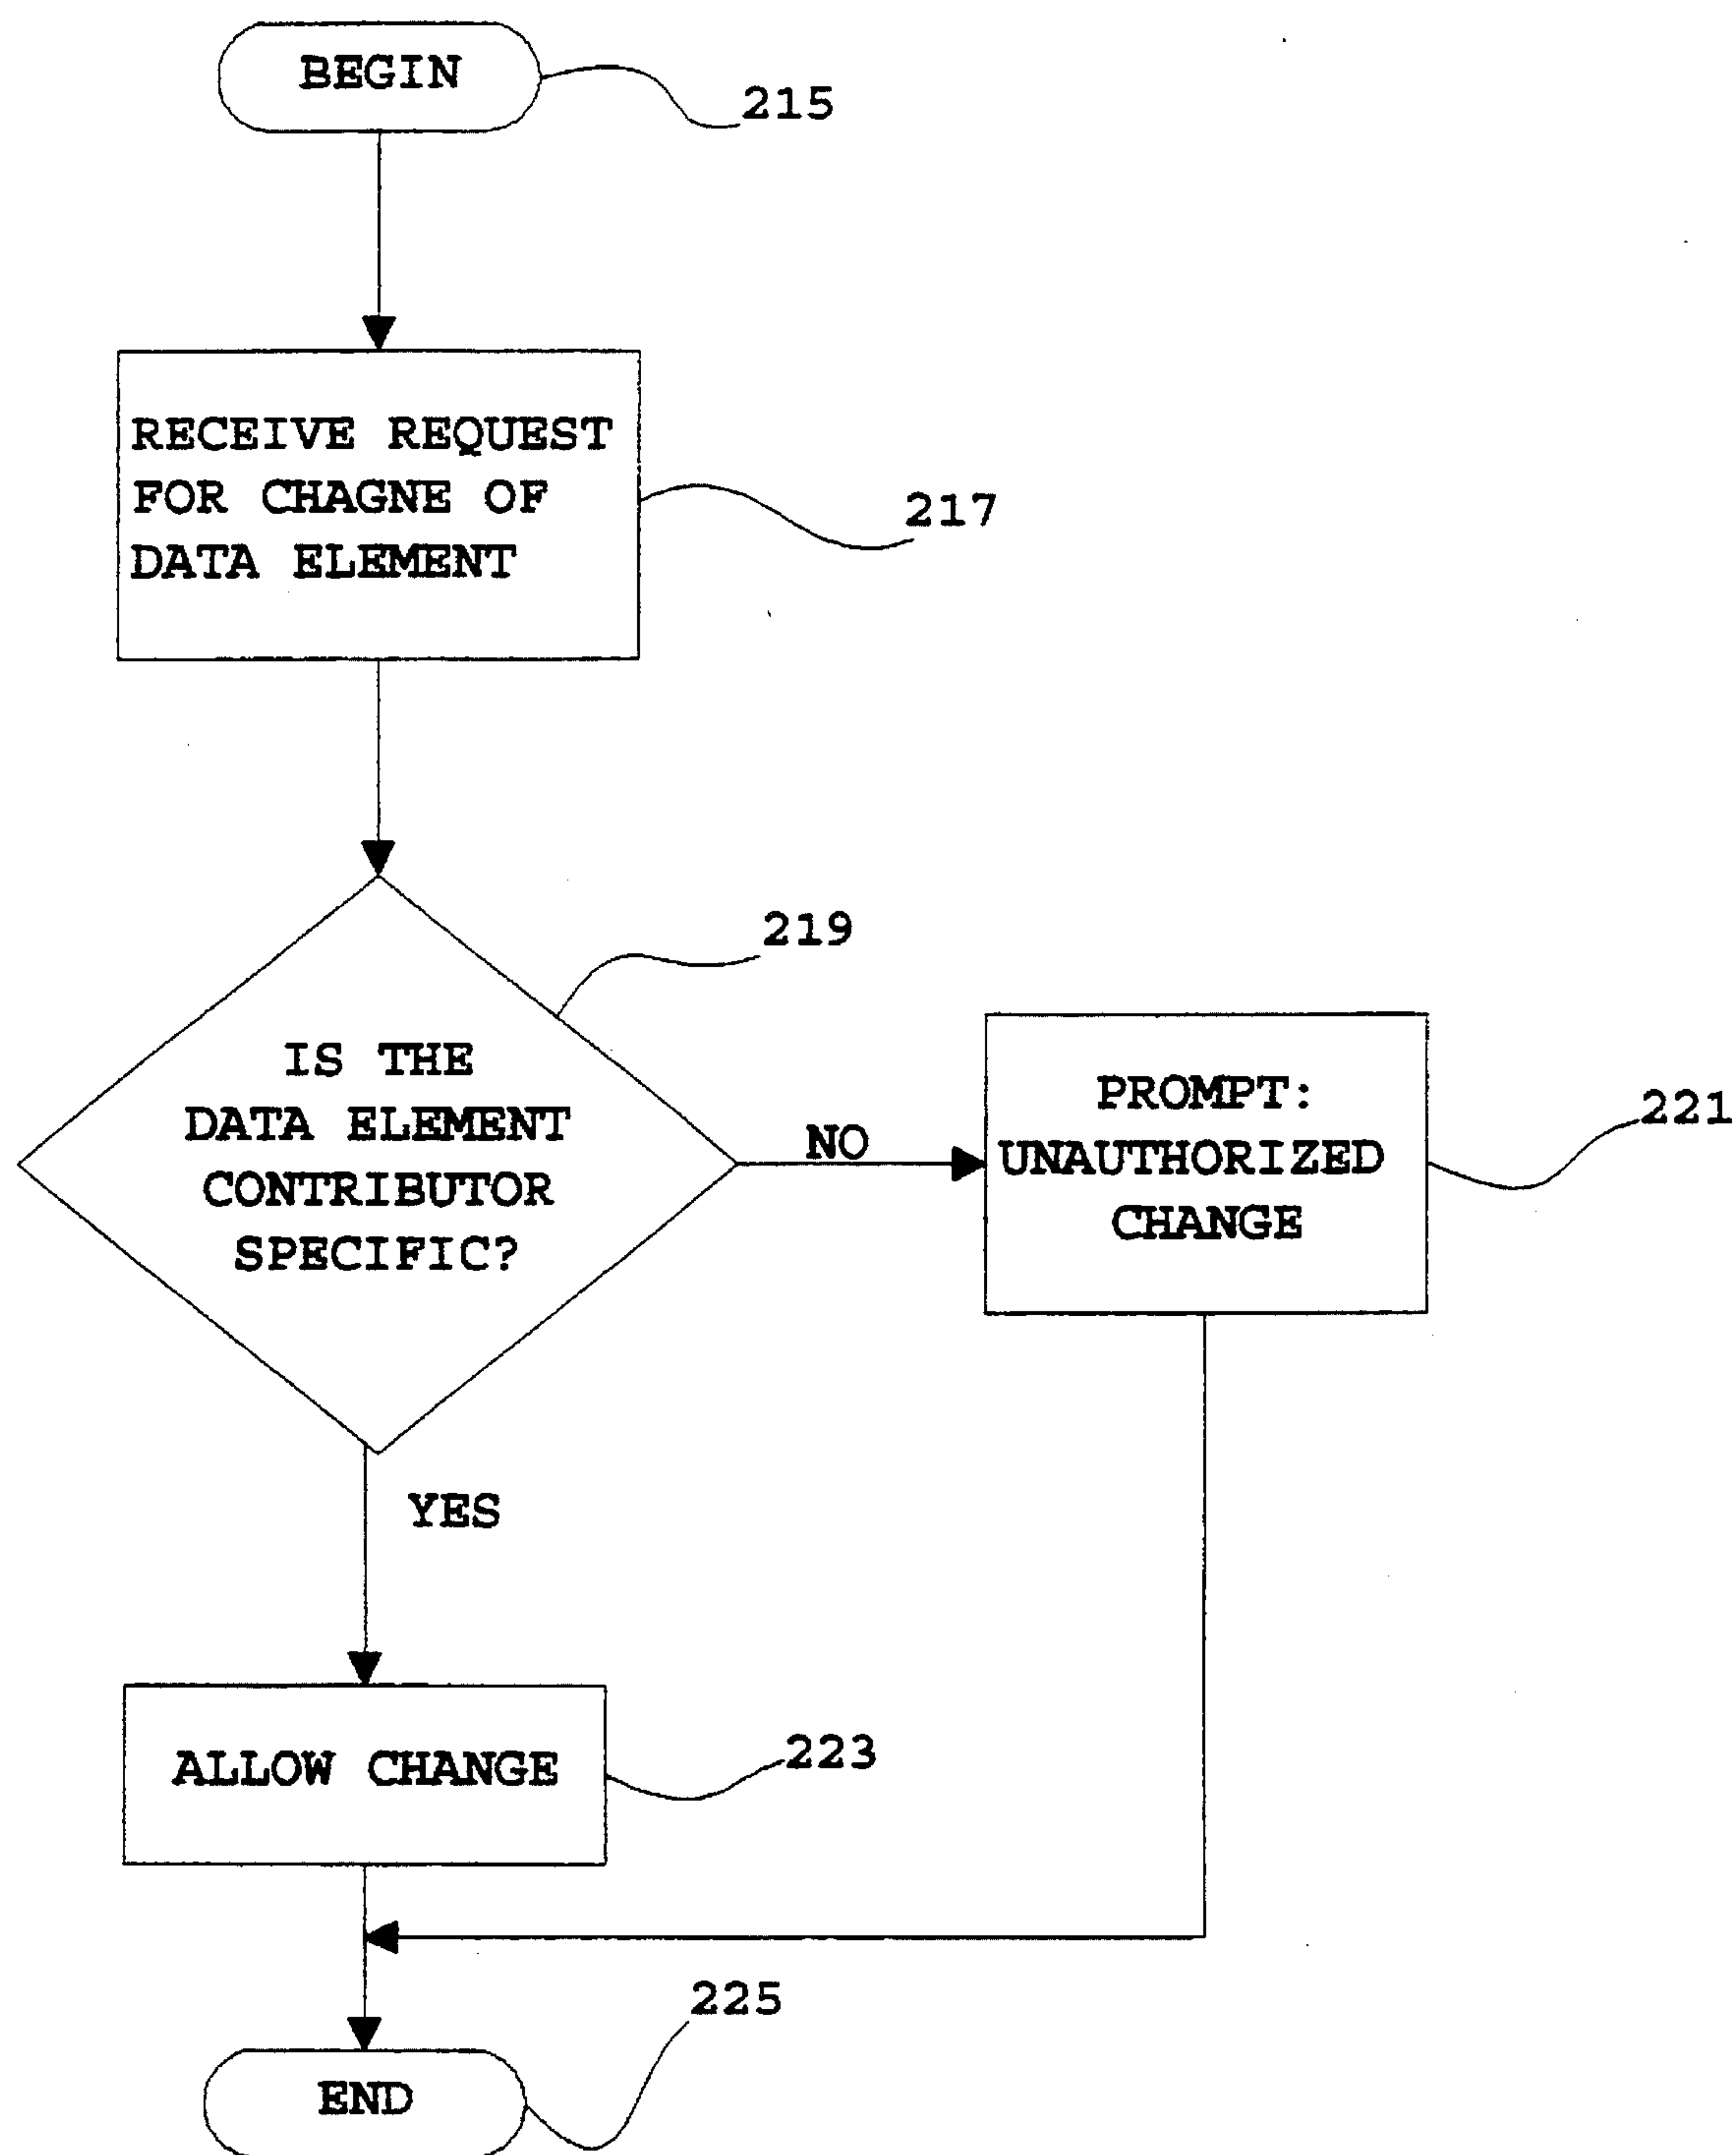 BEGIN
215
RECEIVE REQUEST
FOR CHAGNE OF
DATA ELEMENT
217
219
IS THE
DATA ELEMENT
CONTRIBUTOR
SPECIFIC?
NO
PROMPT:
UNAUTHORIZED
CHANGE
221
YES
ALLOW CHANGE
223
225
END